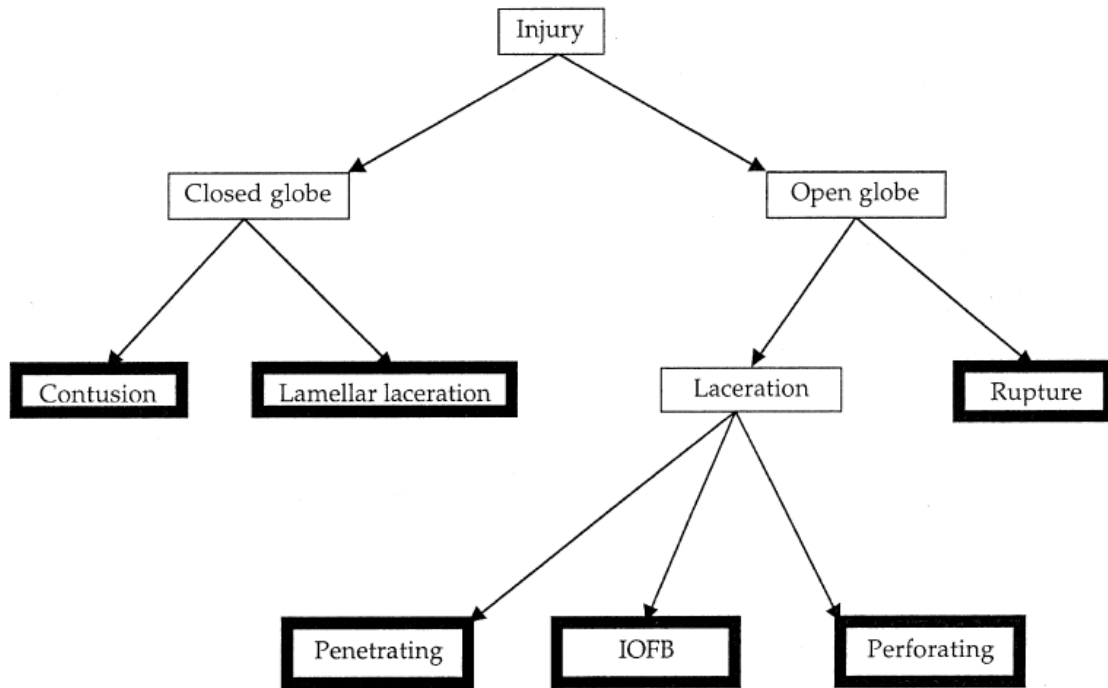 Injury
Closed globe
Open globe
Contusion
Lamellar laceration
Laceration
Rupture
Penetrating
IOFB
Perforating